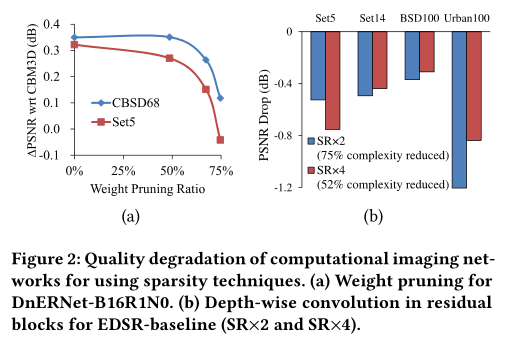 ΔPSNR wrt CBM3D (dB)
0.4
0.3
0.2
0.1
0.0
-0.1
CBSD68
Set5
0%
25%
50%
75%
Weight Pruning Ratio
(a)
Set5 Set14 BSD100 Urban100
PSNR Drop (dB)
0
-0.4
-0.8
-1.2
SR×2
(75% complexity reduced)
SR×4
(52% complexity reduced)
(b)
Figure 2: Quality degradation of computational imaging net-
works for using sparsity techniques. (a) Weight pruning for
DnERNet-B16R1N0. (b) Depth-wise convolution in residual
blocks for EDSR-baseline (SR×2 and SR×4).